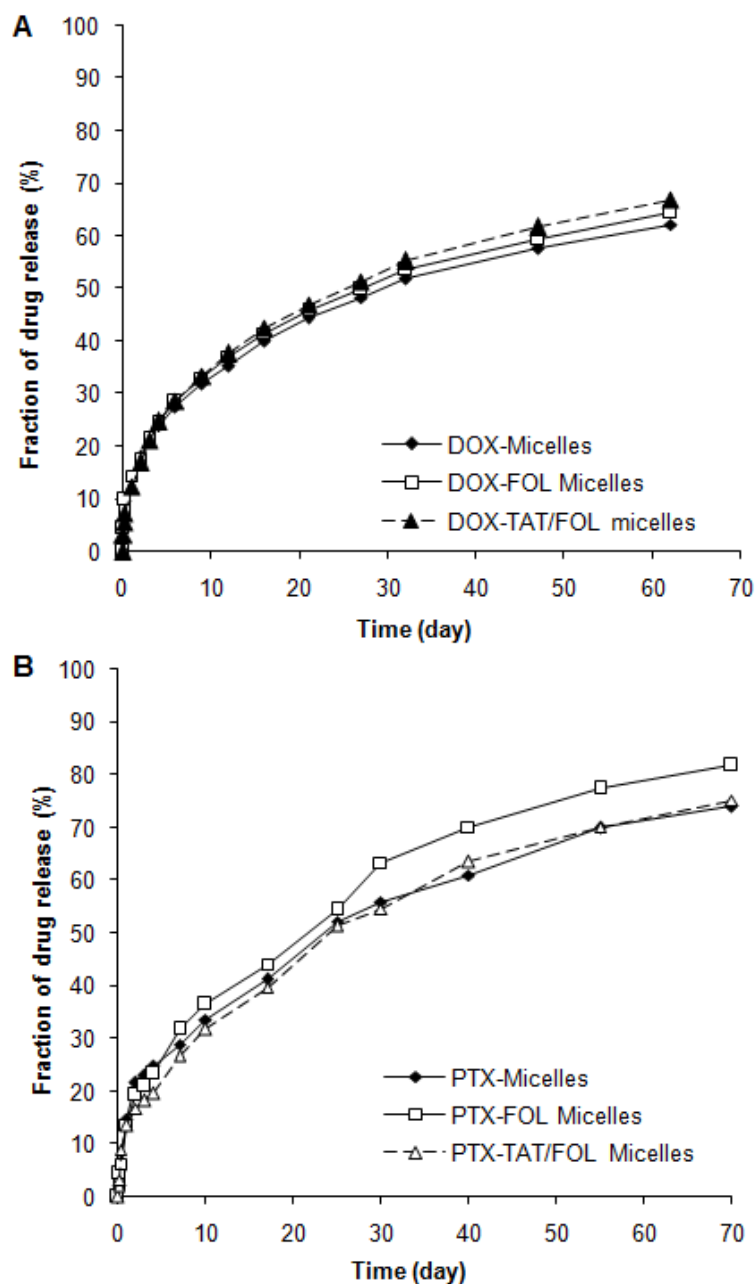 A
Fraction of drug release (%)
100
90
80
70
60
50
40
30
20
10
0
DOX-Micelles
DOX-FOL Micelles
DOX-TAT/FOL micelles
0 10 20 30 40 50 60 70
Time (day)
B
Fraction of drug release (%)
100
90
80
70
60
50
40
30
20
10
0
PTX-Micelles
PTX-FOL Micelles
PTX-TAT/FOL Micelles
0 10 20 30 40 50 60 70
Time (day)